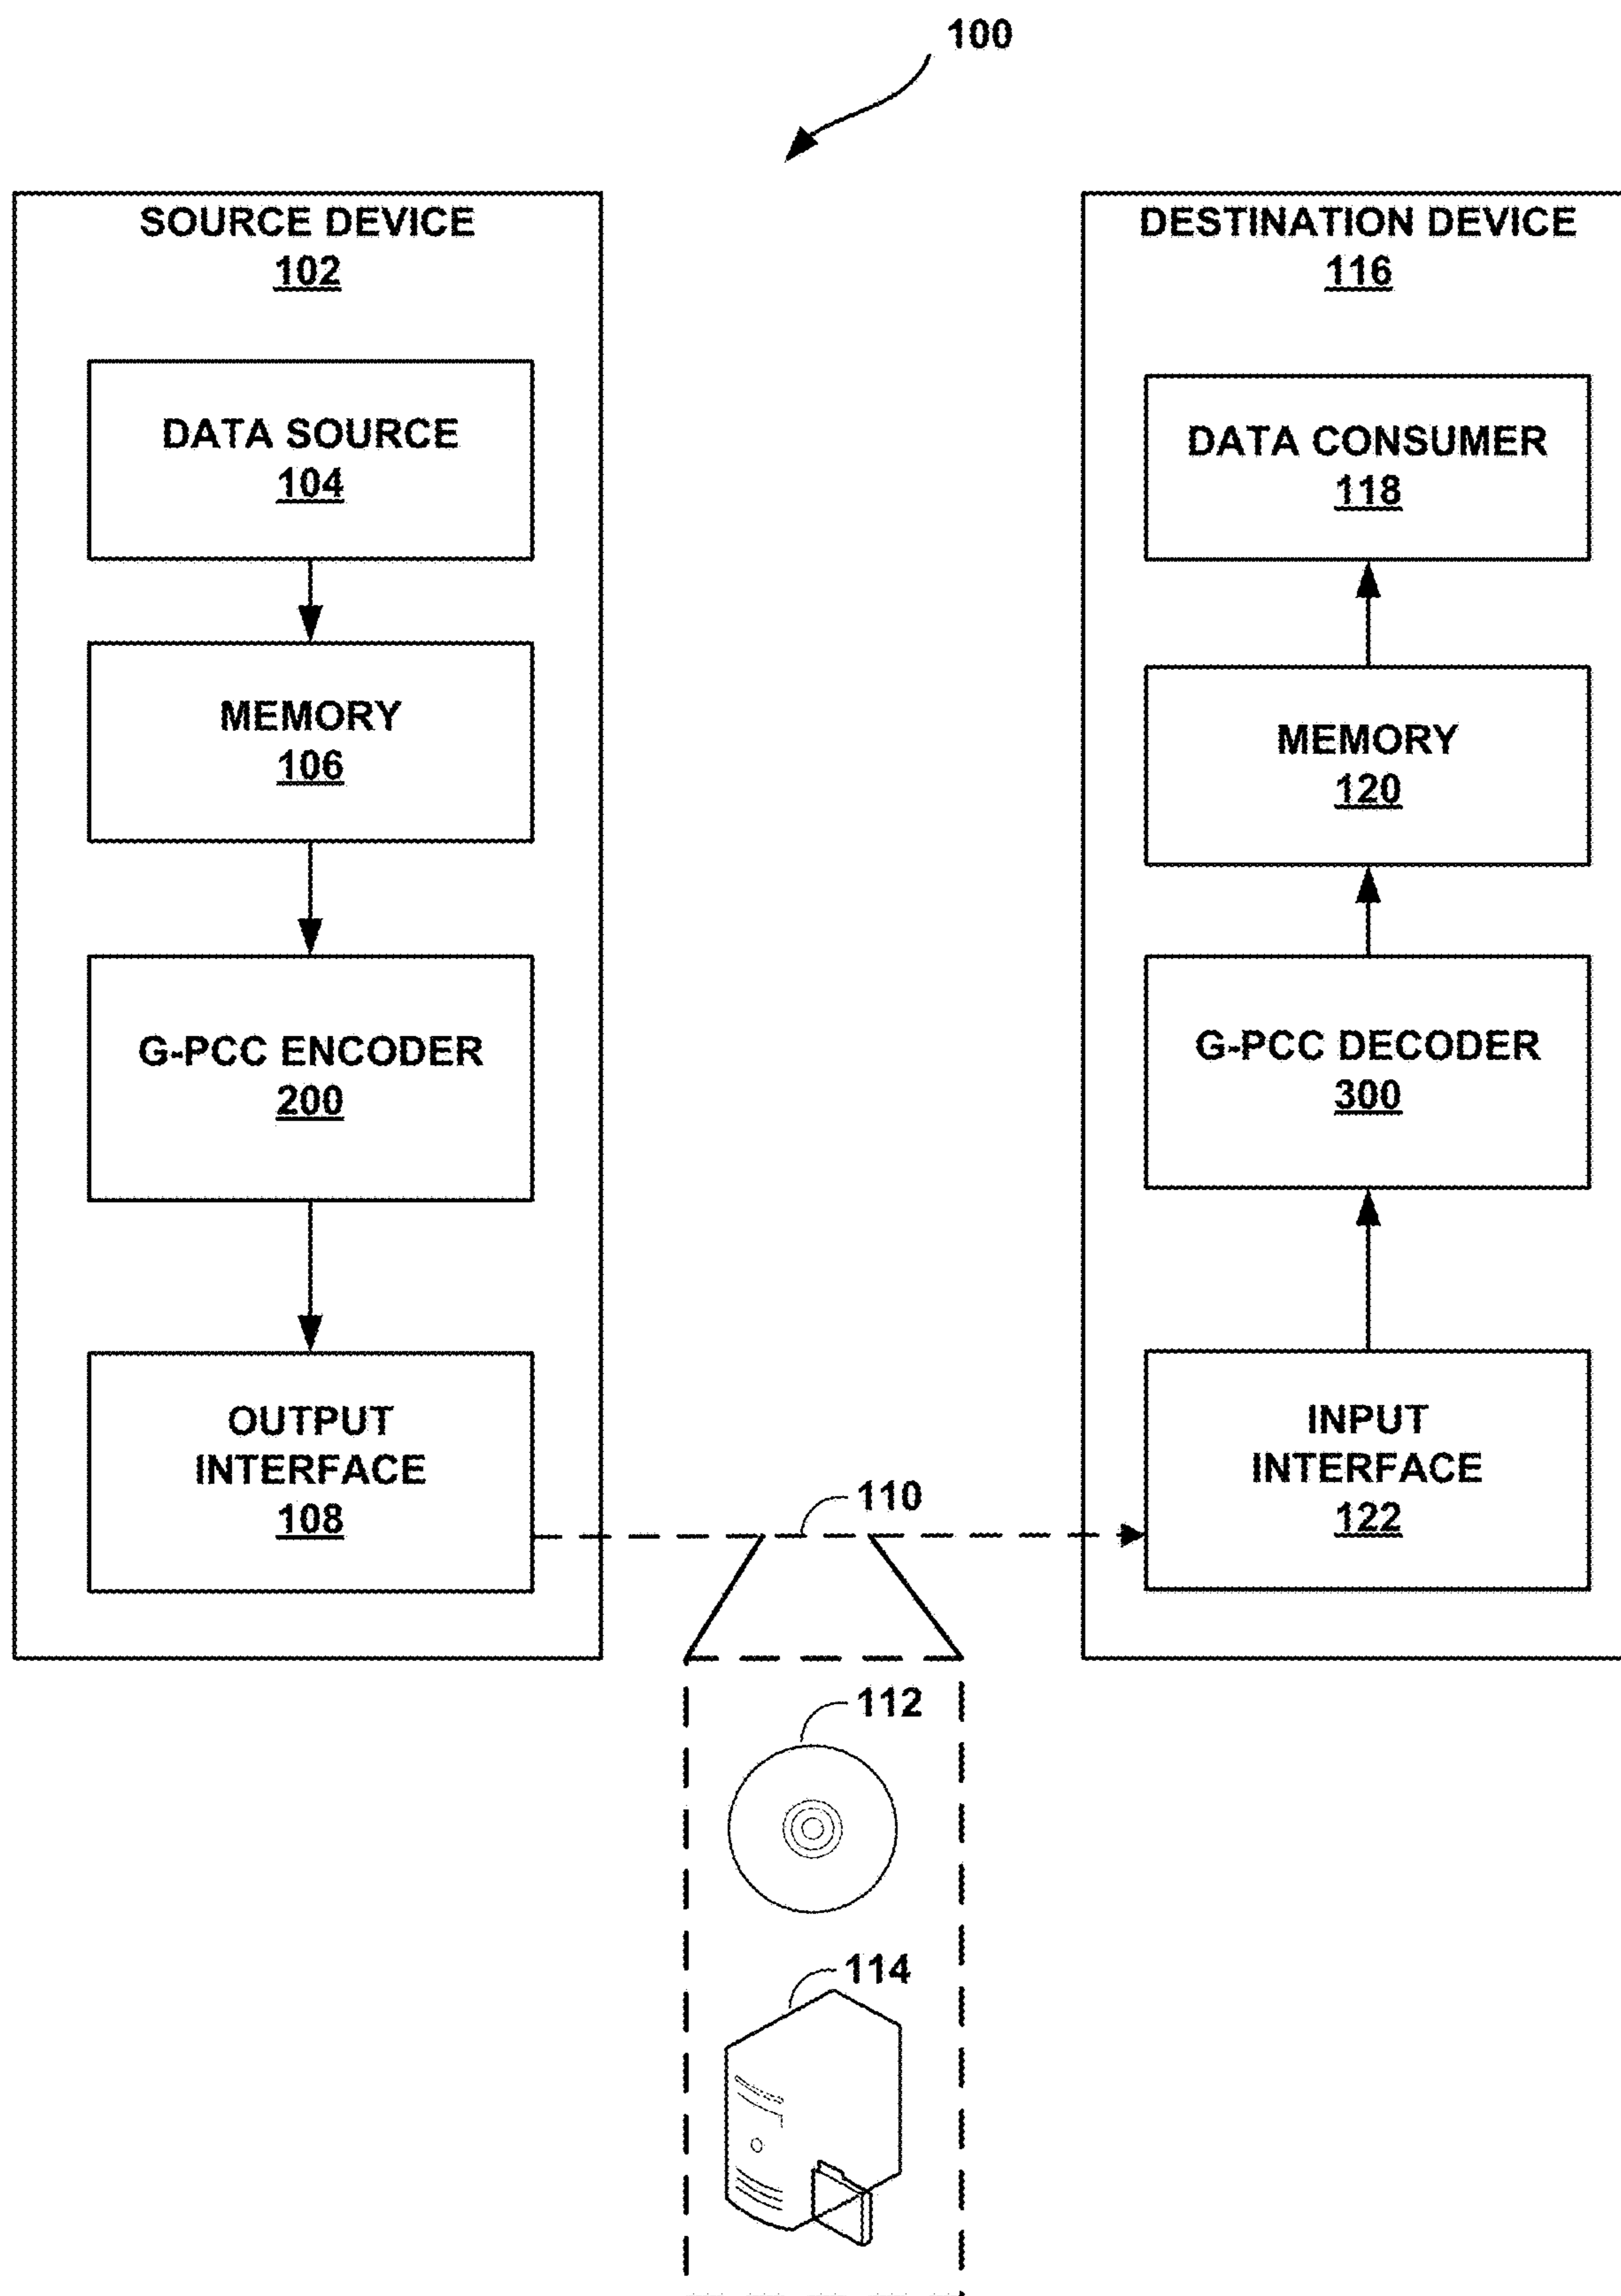 100
SOURCE DEVICE
102
DATA SOURCE
104
MEMORY
106
G-PCC ENCODER
200
OUTPUT
INTERFACE
108
DESTINATION DEVICE
116
DATA CONSUMER
118
MEMORY
120
G-PCC DECODER
300
INPUT
INTERFACE
122
110
112
114